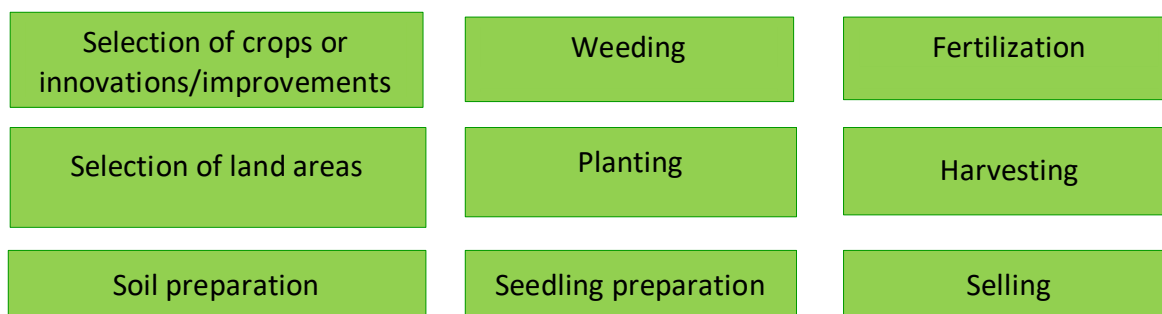 Selection of crops or
innovations/improvements
Weeding
Fertilization
Selection of land areas
Planting
Harvesting
Soil preparation
Seedling preparation
Selling